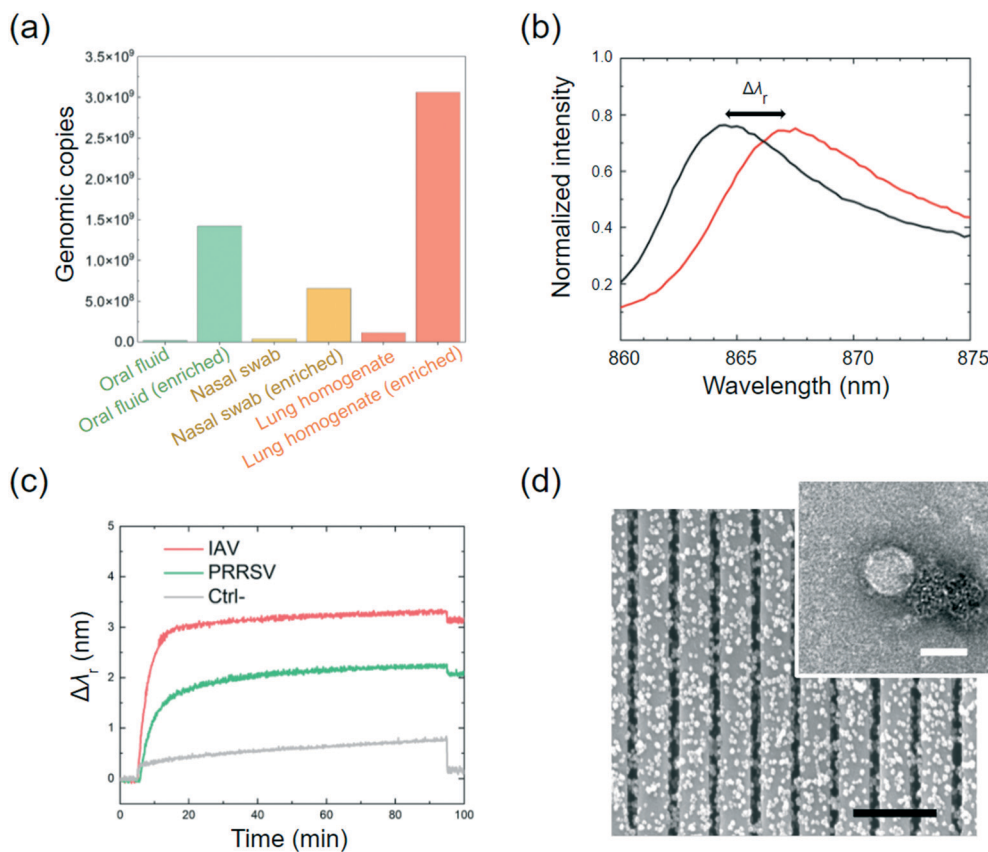 (a)
3.5×10⁹
3.0×10⁹
2.5×10⁹
2.0×10⁹
1.5×10⁹
1.0×10⁹
5.0×10⁸
0.0
Genomic copies
Oral fluid
Oral fluid (enriched)
Nasal swab
Nasal swab (enriched)
Lung homogenate
Lung homogenate (enriched)
(b)
1.0
0.8
0.6
0.4
0.2
Normalized intensity
Δλr
860 865 870 875
Wavelength (nm)
(c)
5
4
3
2
1
0
Δλr (nm)
IAV
PRRSV
Ctrl-
0 20 40 60 80 100
Time (min)
(d)